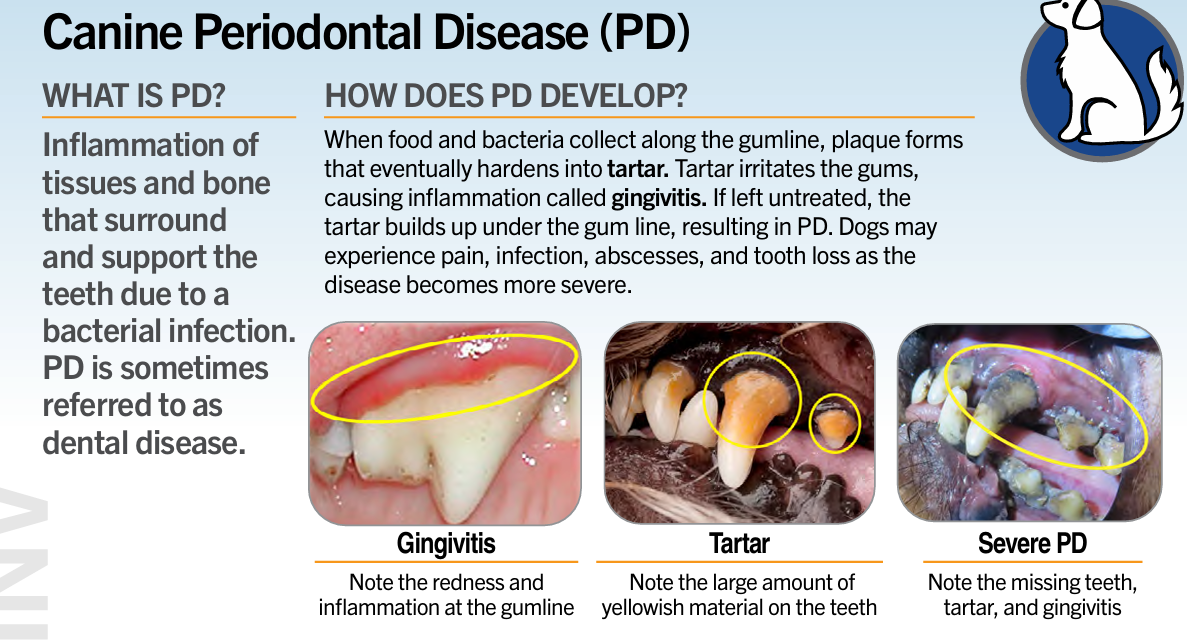 Canine Periodontal Disease (PD)
WHAT IS PD?
Inflammation of
tissues and bone
that surround
and support the
teeth due to a
bacterial infection.
PD is sometimes
referred to as
dental disease.
HOW DOES PD DEVELOP?
When food and bacteria collect along the gumline, plaque forms
that eventually hardens into tartar. Tartar irritates the gums,
causing inflammation called gingivitis. If left untreated, the
tartar builds up under the gum line, resulting in PD. Dogs may
experience pain, infection, abscesses, and tooth loss as the
disease becomes more severe.
Gingivitis
Note the redness and
inflammation at the gumline
Tartar
Note the large amount of
yellowish material on the teeth
Severe PD
Note the missing teeth,
tartar, and gingivitis